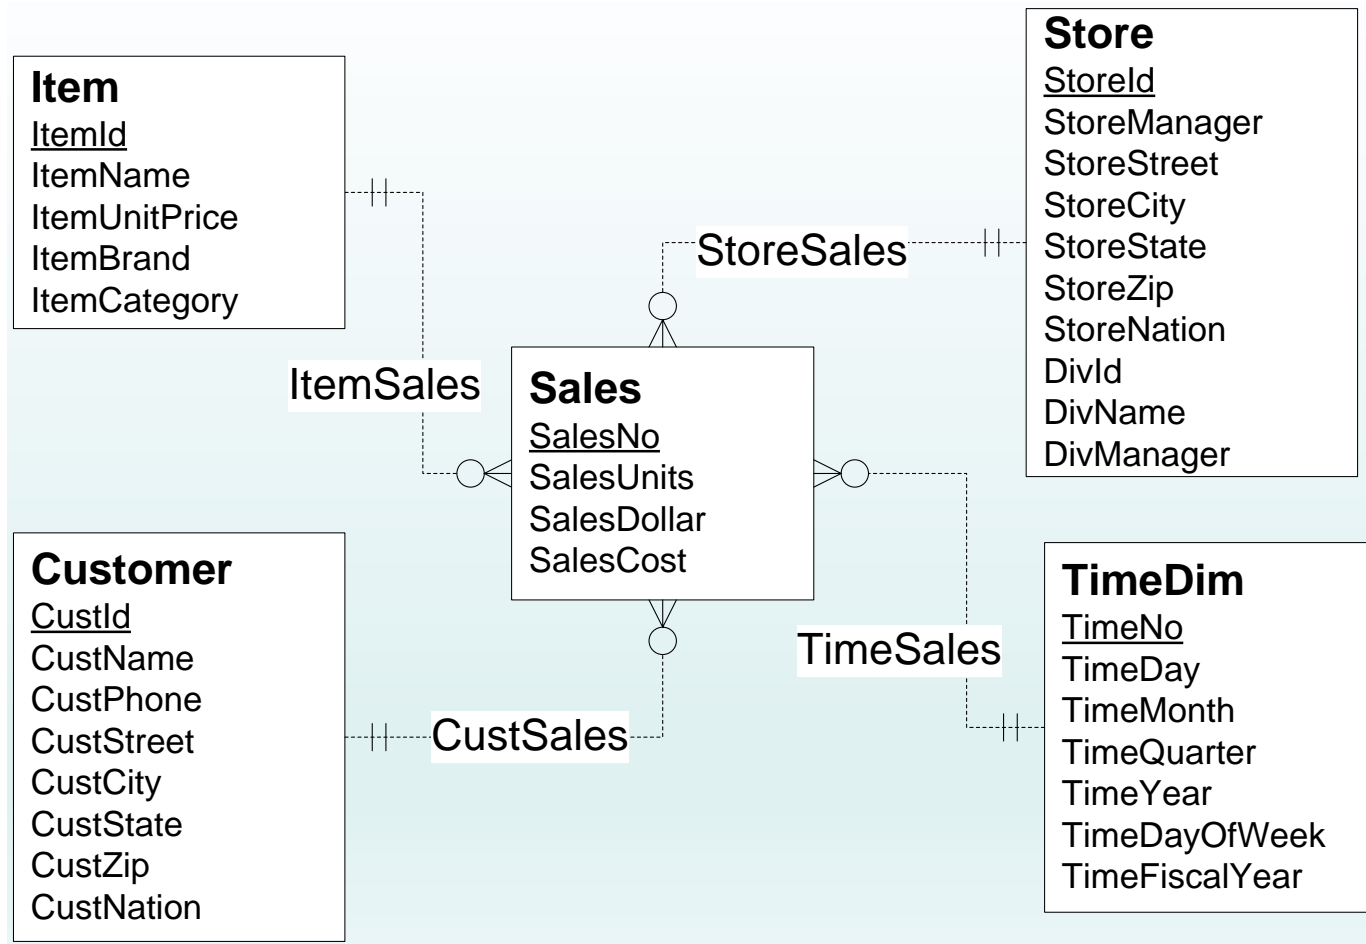 Item
ItemId
ItemName
ItemUnitPrice
ItemBrand
ItemCategory
Store
StoreId
StoreManager
StoreStreet
StoreCity
StoreState
StoreZip
StoreNation
DivId
DivName
DivManager
StoreSales
ItemSales
Sales
SalesNo
SalesUnits
SalesDollar
SalesCost
Customer
CustId
CustName
CustPhone
CustStreet
CustCity
CustState
CustZip
CustNation
CustSales
TimeSales
TimeDim
TimeNo
TimeDay
TimeMonth
TimeQuarter
TimeYear
TimeDayOfWeek
TimeFiscalYear